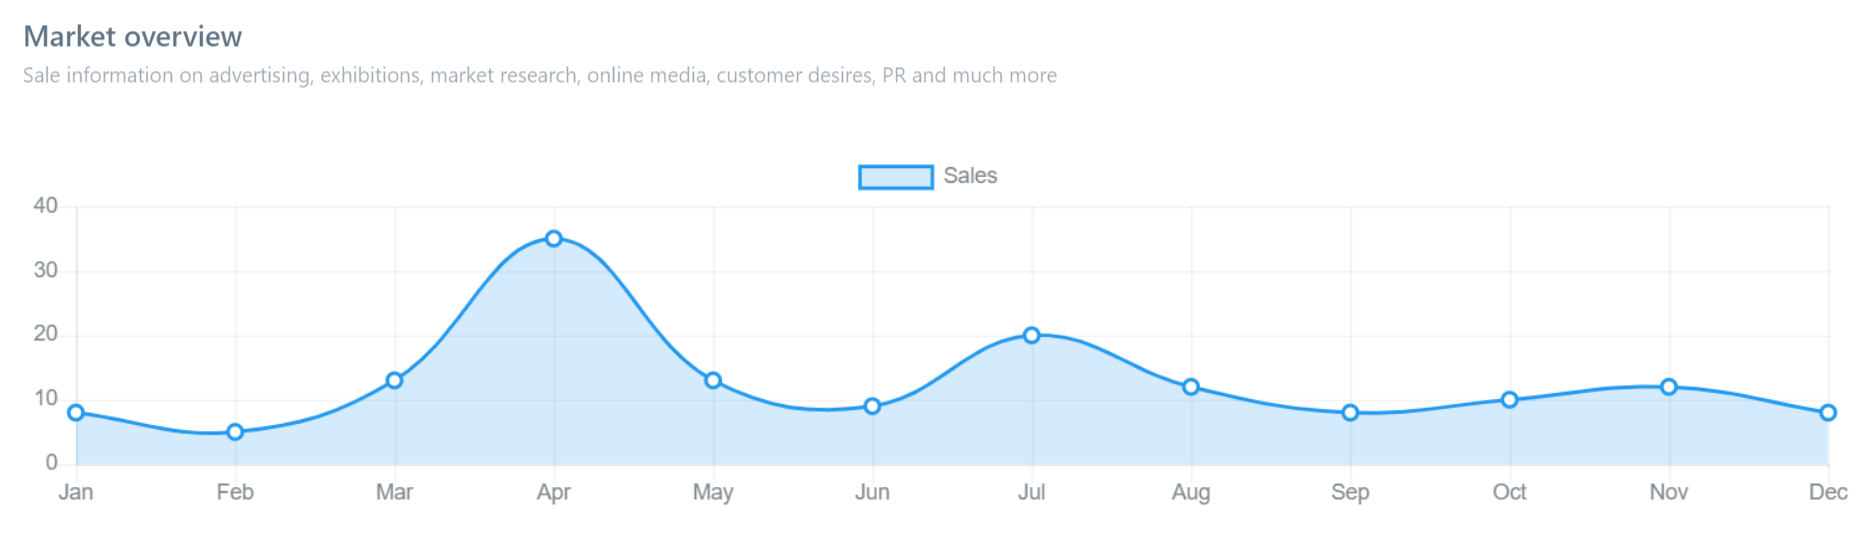 Market overview
Sale information on advertising, exhibitions, market research, online media, customer desires, PR and much more
Sales
40
30
20
10
0
Jan Feb Mar Apr May Jun Jul Aug Sep Oct Nov Dec